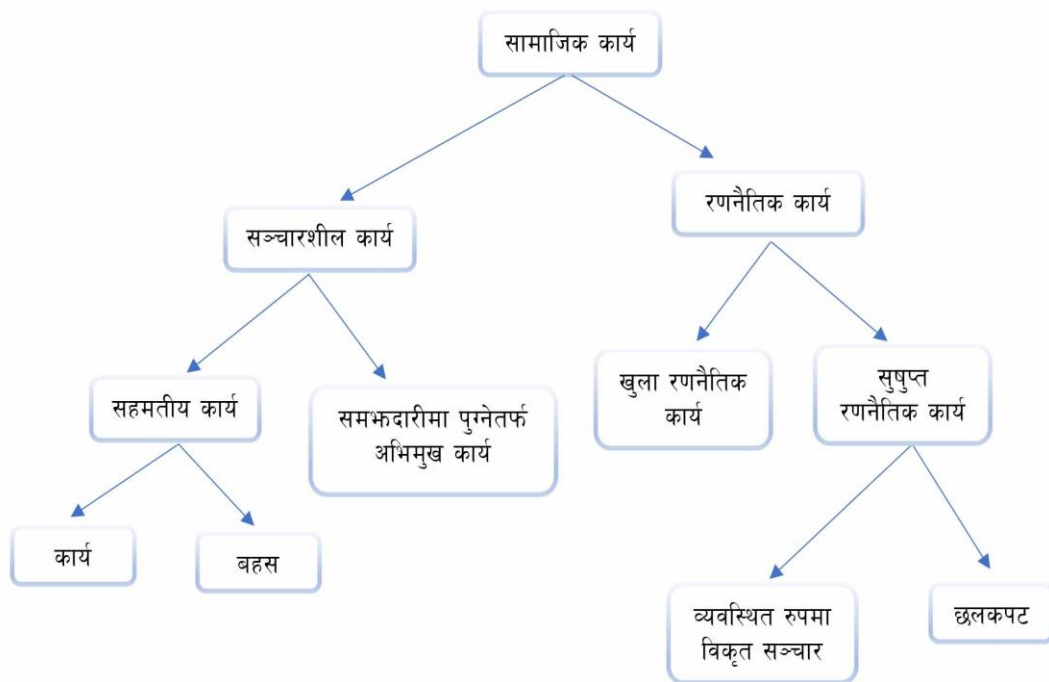 सामाजिक कार्य
सञ्चारशील कार्य
रणनैतिक कार्य
सहमतीय कार्य
समझदारीमा पुग्नेतर्फ
अभिमुख कार्य
खुला रणनैतिक
कार्य
सुषुप्त
रणनैतिक कार्य
कार्य
बहस
व्यवस्थित रुपमा
विकृत सञ्चार
छलकपट